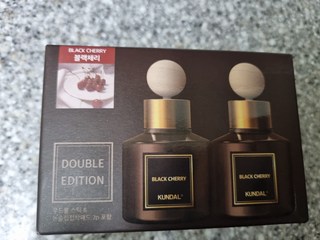 BLACK CHERRY
블랙체리
DOUBLE
EDITION
BLACK CHERRY
KUNDAL
BLACK CHERRY
KUNDAL